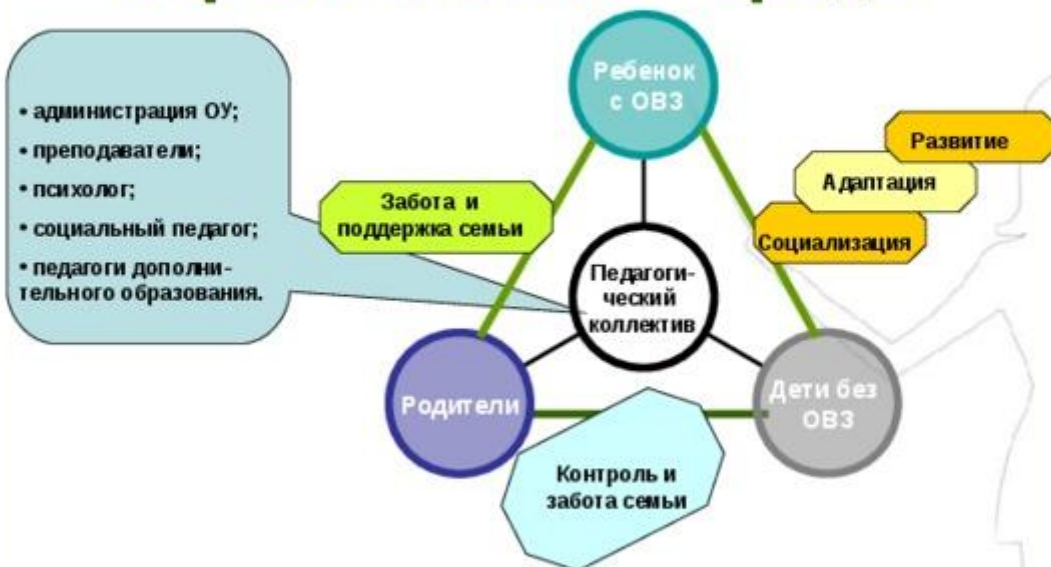 Ребенок
с ОВЗ
• администрация ОУ;
• преподаватели;
• психолог;
• социальный педагог;
• педагоги дополни-
тельного образования.
Забота и
поддержка семьи
Развитие
Адаптация
Социализация
Педагоги-
ческий
коллектив
Родители
Дети без
ОВЗ
Контроль и
забота семьи